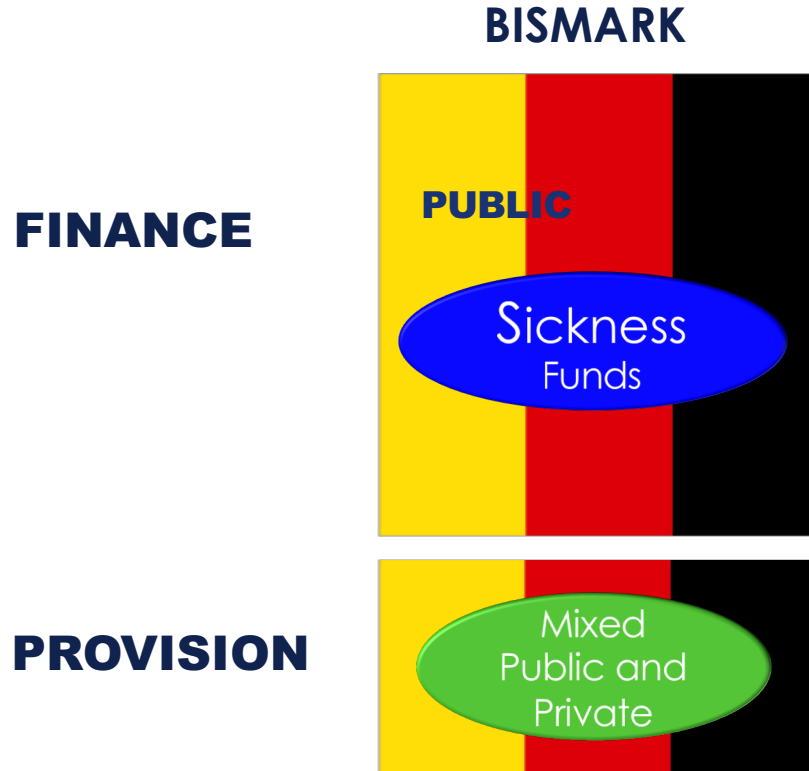 BISMARK
FINANCE
PUBLIC
Sickness
Funds
PROVISION
Mixed
Public and
Private